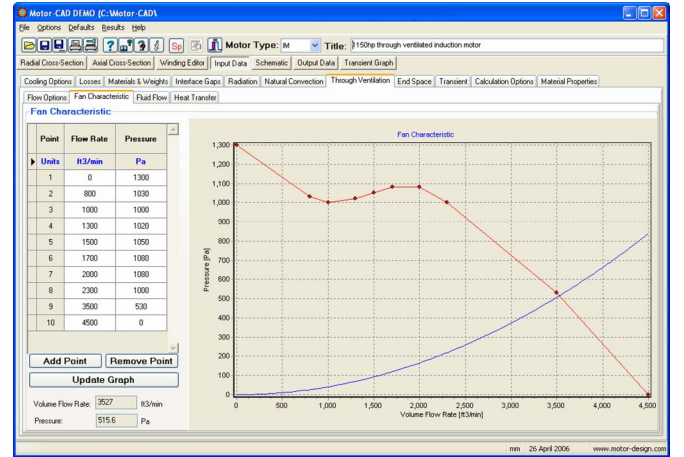 Motor-CAD DEMO (C:\Motor-CAD\
File Options Defaults Results Help
Sp Motor Type: IM Title: 150hp through ventilated induction motor
Radial Cross-Section Axial Cross-Section Winding Editor Input Data Schematic Output Data Transient Graph
Cooling Options Losses Materials & Weights Interface Gaps Radiation Natural Convection Through Ventilation End Space Transient Calculation Options Material Properties
Flow Options Fan Characteristic Fluid Flow Heat Transfer
Fan Characteristic
Point Flow Rate Pressure
Units ft3/min Pa
1 0 1300
2 800 1030
3 1000 1000
4 1300 1020
5 1500 1050
6 1700 1080
7 2000 1080
8 2300 1000
9 3500 530
10 4500 0
Add Point Remove Point
Update Graph
Volume Flow Rate: 3527 ft3/min
Pressure: 515.6 Pa
Fan Characteristic
1,300
1,200
1,100
1,000
900
800
700
600
500
400
300
200
100
0
Pressure [Pa]
0 500 1,000 1,500 2,000 2,500 3,000 3,500 4,000 4,500
Volume Flow Rate [ft3/min]
mm 26 April 2006 www.motor-design.com